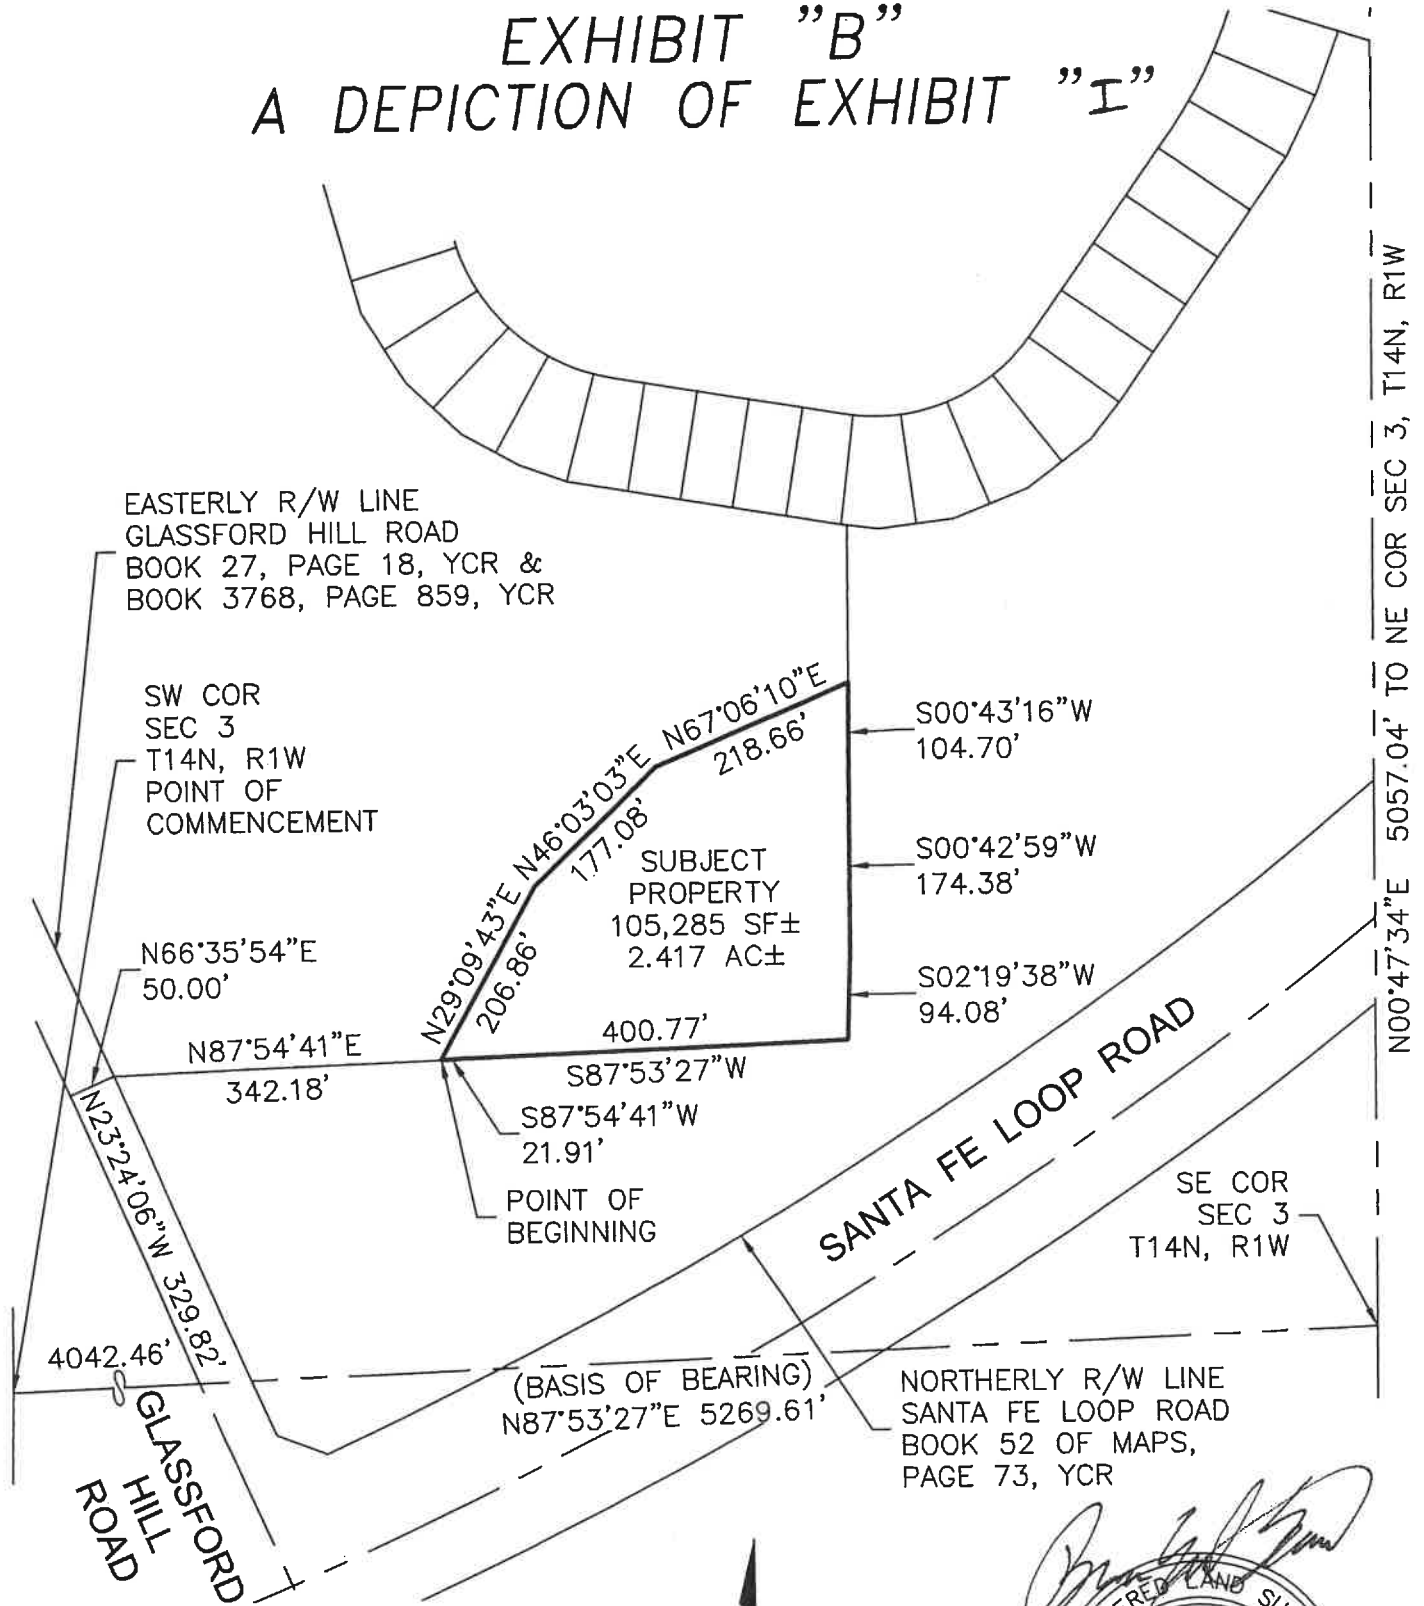 EXHIBIT "B"
A DEPICTION OF EXHIBIT "I"
EASTERLY R/W LINE
GLASSFORD HILL ROAD
BOOK 27, PAGE 18, YCR &
BOOK 3768, PAGE 859, YCR
SW COR
SEC 3
T14N, R1W
POINT OF
COMMENCEMENT
N66°35'54"E
50.00'
N87°54'41"E
342.18'
N23°24'06"W 329.82'
4042.46'
GLASSFORD
HILL
ROAD
N29°09'43"E
206.86'
N46°03'03"E
177.08'
N67°06'10"E
218.66'
SUBJECT
PROPERTY
105,285 SF±
2.417 AC±
S00°43'16"W
104.70'
S00°42'59"W
174.38'
S02°19'38"W
94.08'
400.77'
S87°53'27"W
S87°54'41"W
21.91'
POINT OF
BEGINNING
SANTA FE LOOP ROAD
N00°47'34"E 5057.04' TO NE COR SEC 3, T14N, R1W
SE COR
SEC 3
T14N, R1W
(BASIS OF BEARING)
N87°53'27"E 5269.61'
NORTHERLY R/W LINE
SANTA FE LOOP ROAD
BOOK 52 OF MAPS,
PAGE 73, YCR
LAND